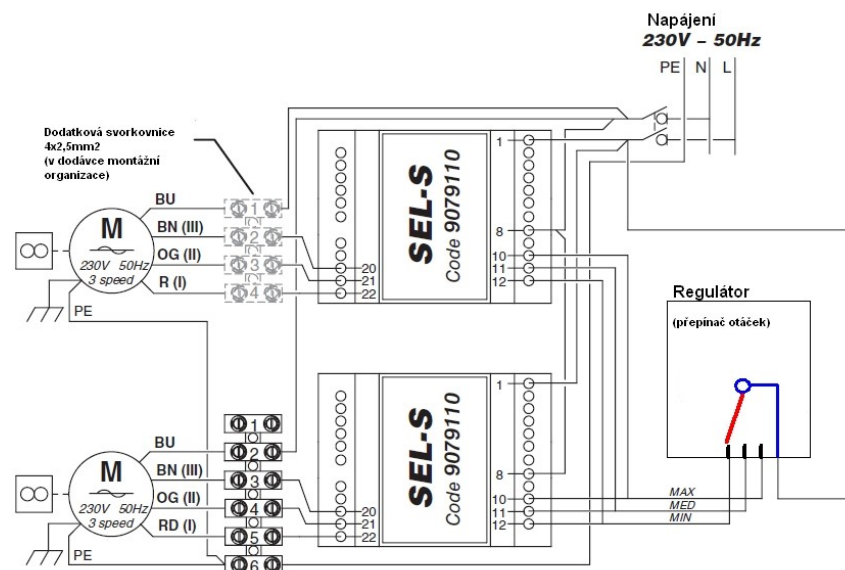 Napájení
230V – 50Hz
PE N L
Dodatková svorkovnice
4x2,5mm2
(v dodávce montážní
organizace)
BU
BN (III)
OG (II)
R (I)
PE
M
230V 50Hz
3 speed
1
2
3
4
SEL-S
Code 9079110
20
21
22
1
8
10
11
12
Regulátor
(přepínač otáček)
MAX
MED
MIN
BU
BN (III)
OG (II)
RD (I)
PE
M
230V 50Hz
3 speed
1
2
3
4
5
6
SEL-S
Code 9079110
20
21
22
1
8
10
11
12